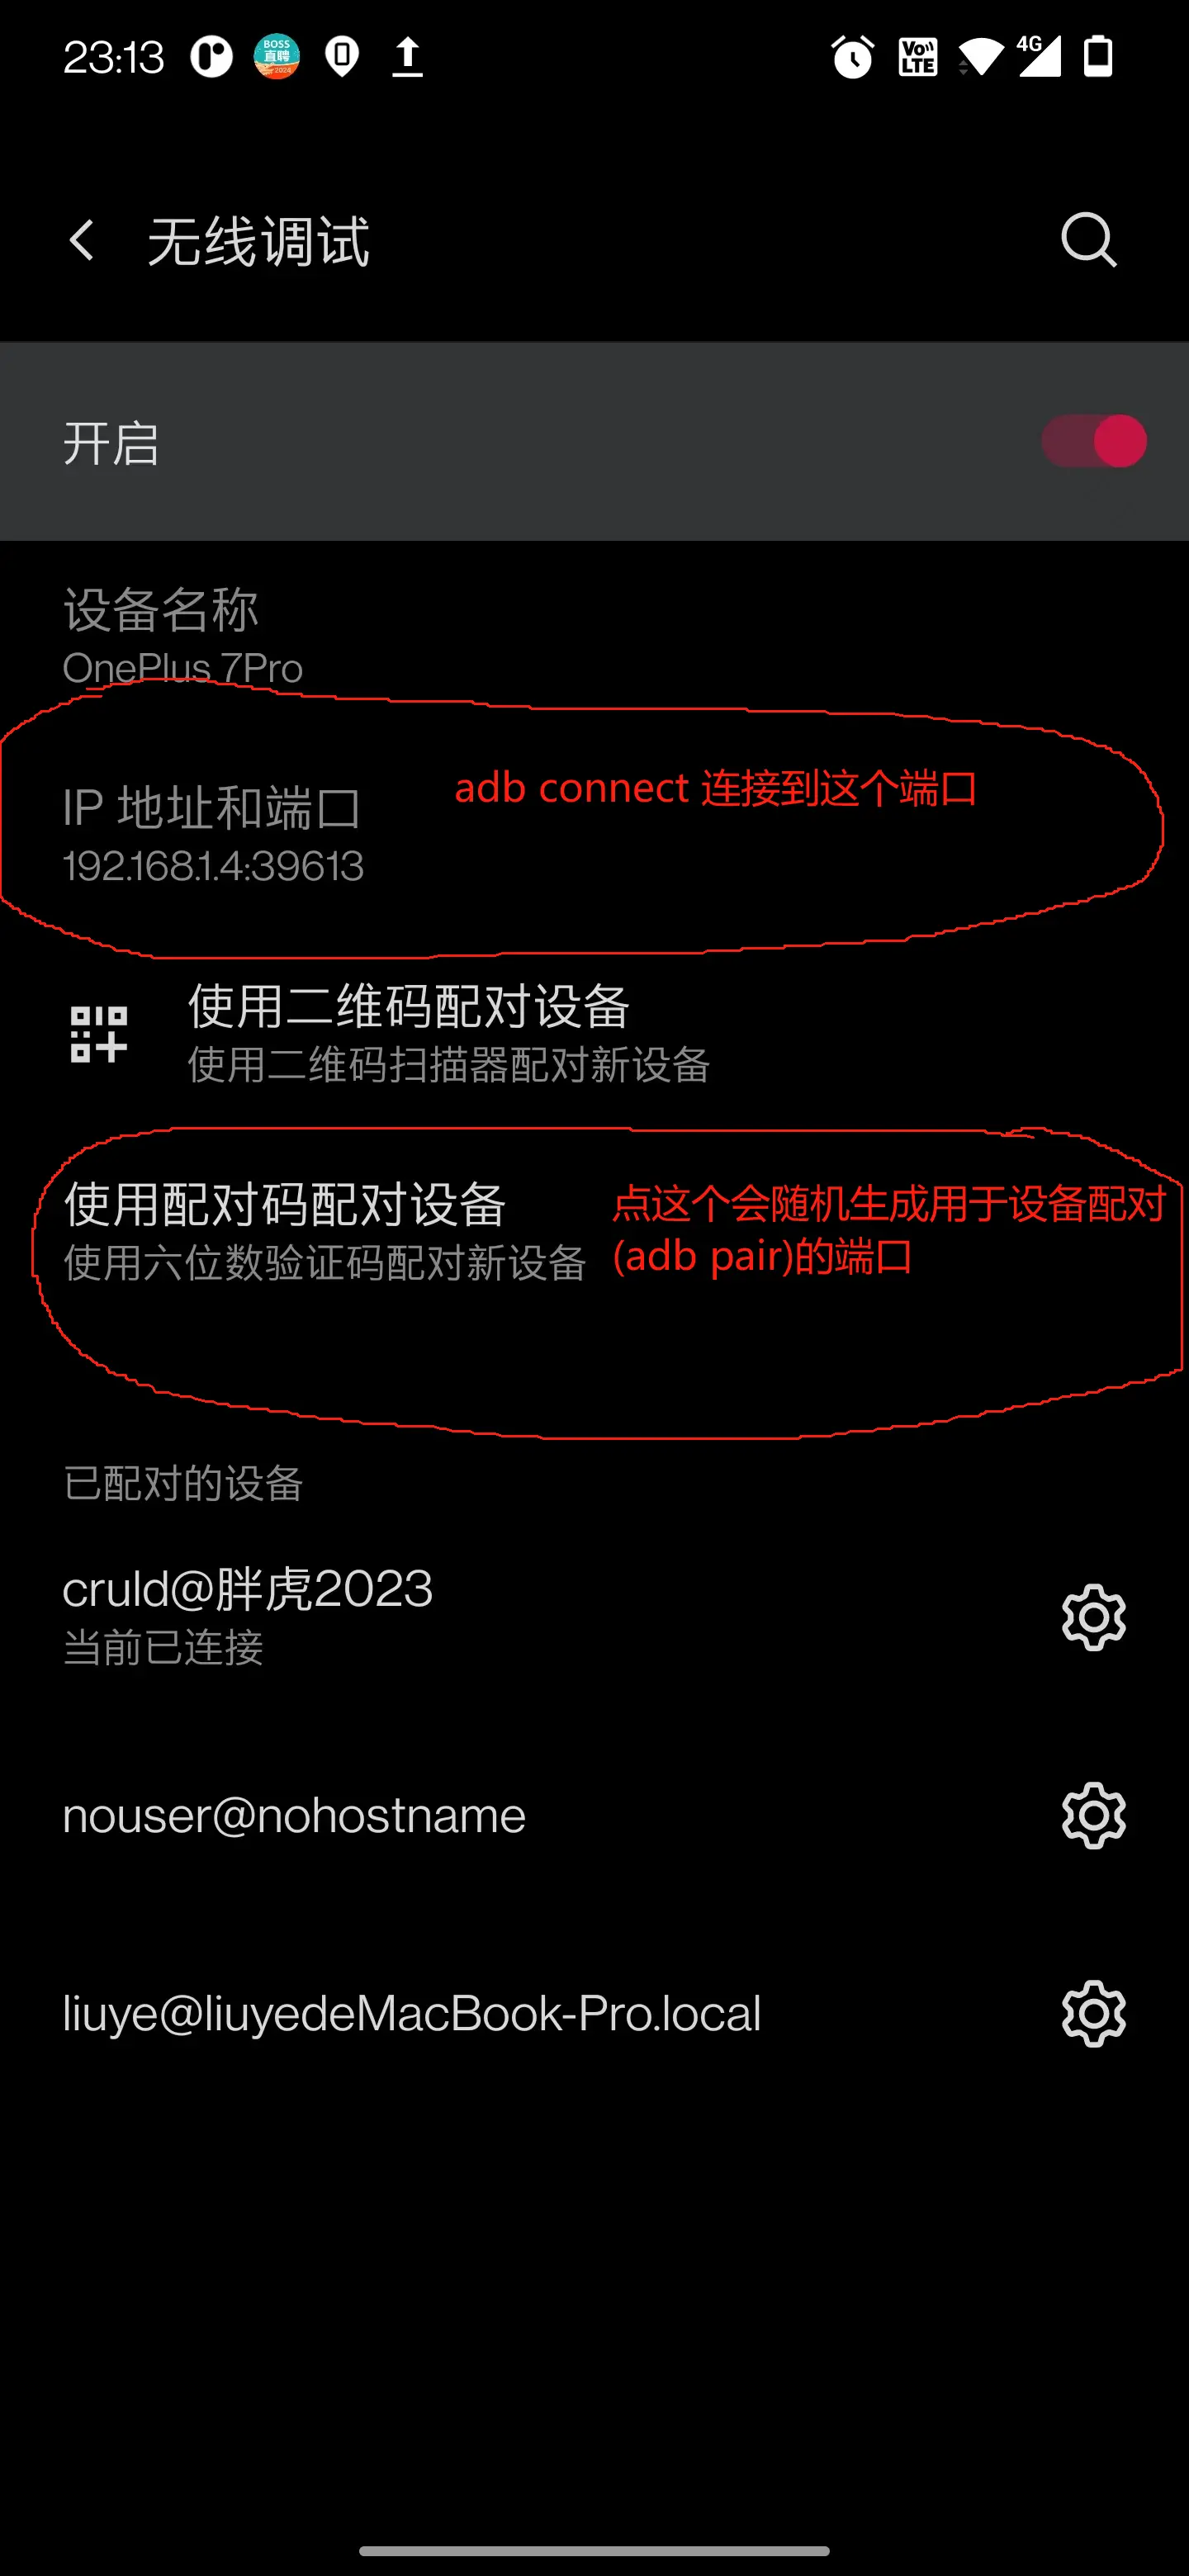 23:13
BOSS
直聘
2024
Vo
LTE
4G
无线调试
开启
设备名称
OnePlus 7Pro
IP 地址和端口
adb connect 连接到这个端口
192.168.1.4:39613
使用二维码配对设备
使用二维码扫描器配对新设备
使用配对码配对设备
点这个会随机生成用于设备配对
使用六位数验证码配对新设备
(adb pair)的端口
已配对的设备
cruld@胖虎2023
当前已连接
nouser@nohostname
liuye@liuyedeMacBook-Pro.local